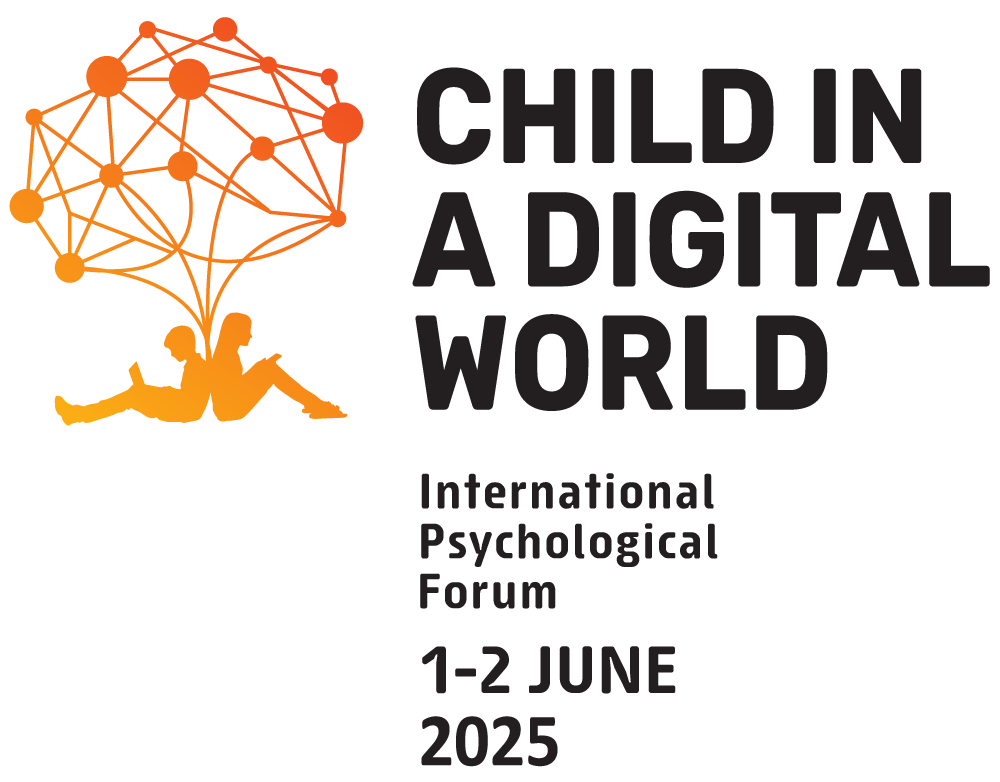 CHILD IN
A DIGITAL
WORLD
International
Psychological
Forum
1-2 JUNE
2025